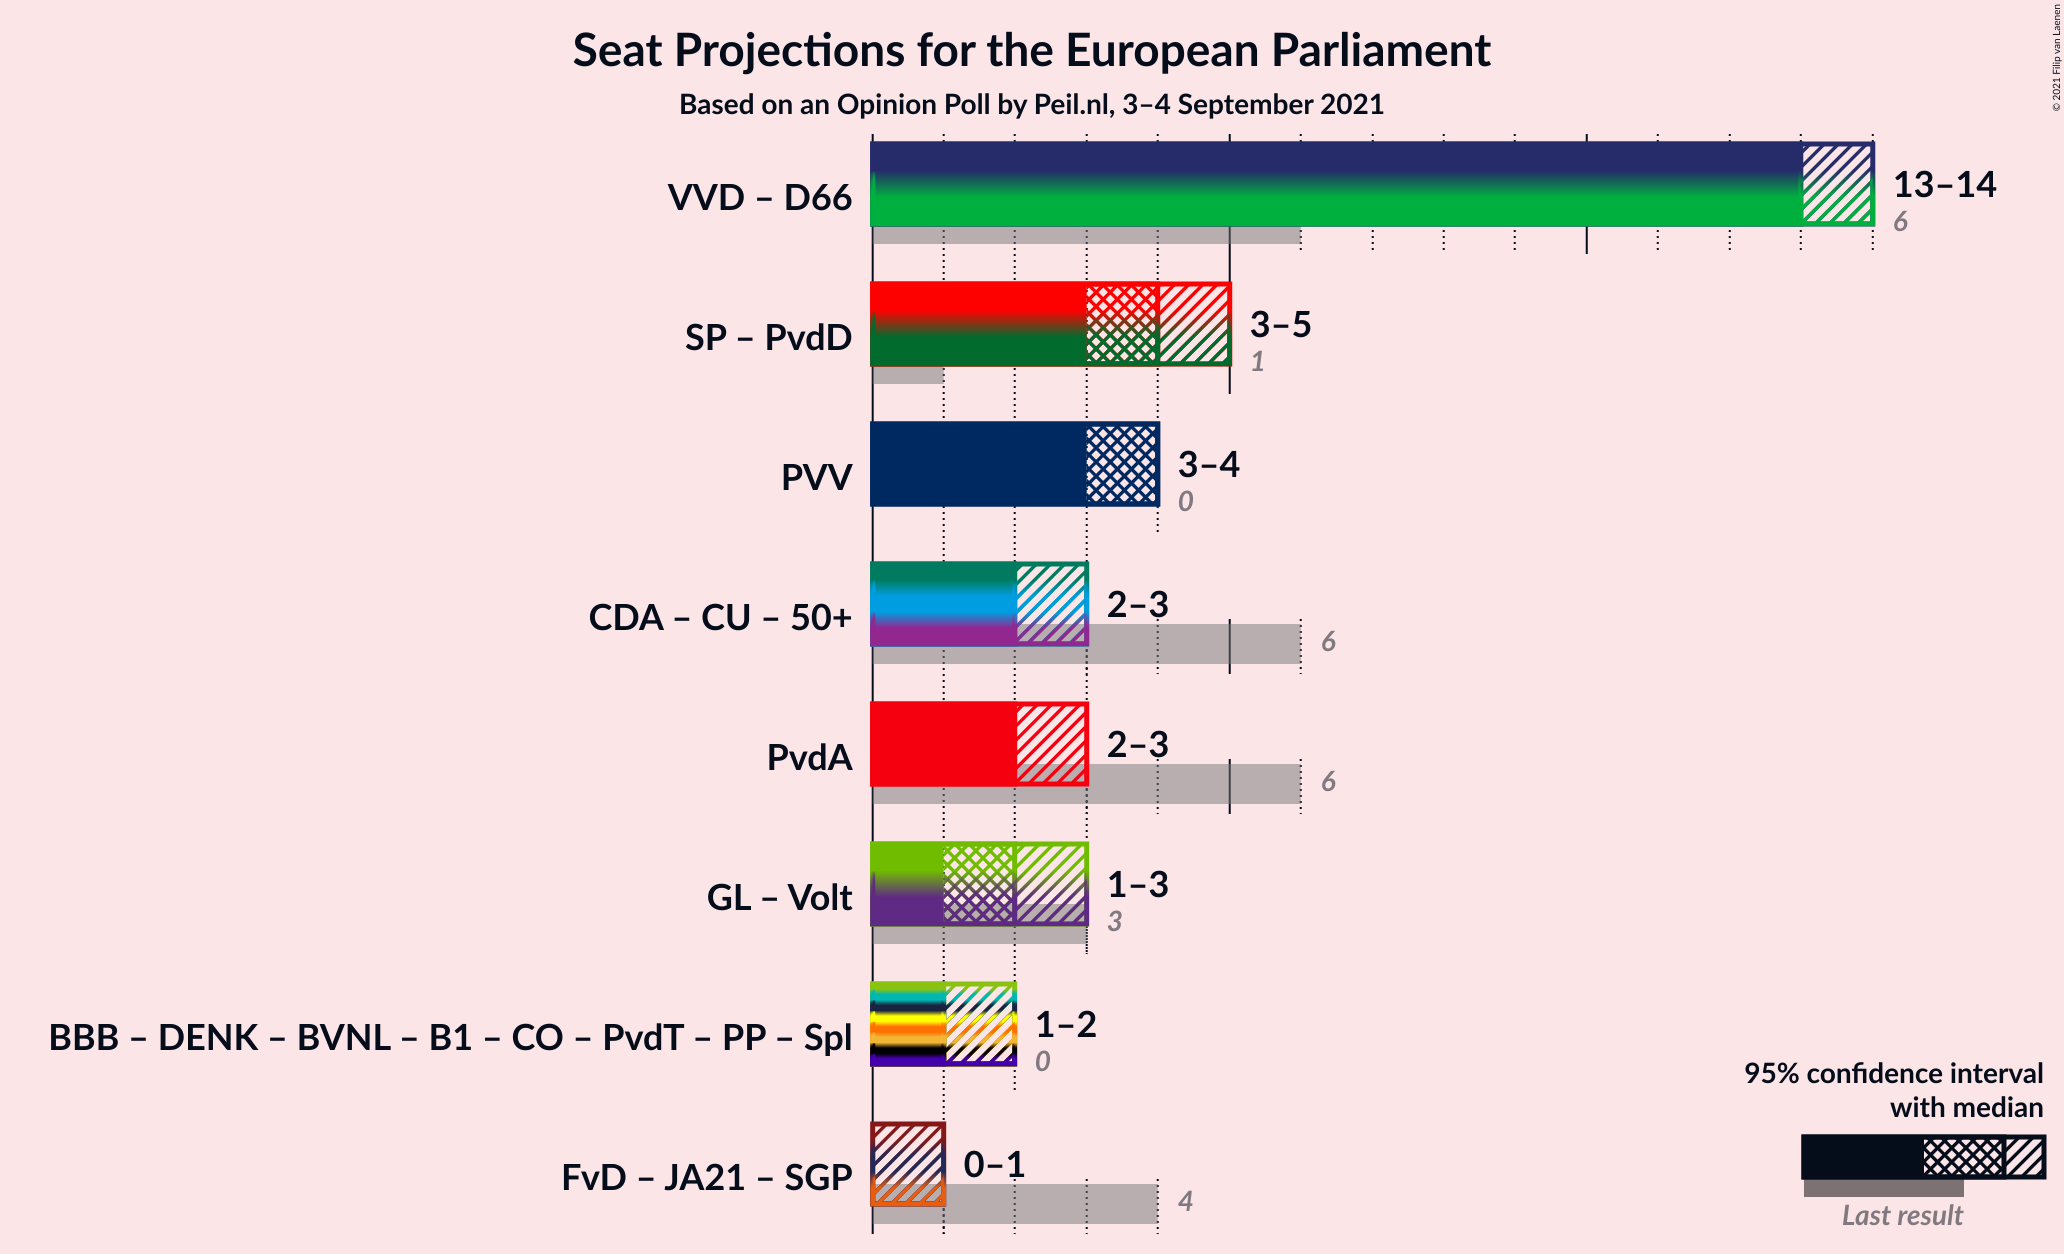 Seat Projections for the European Parliament
Based on an Opinion Poll by Peil.nl, 3–4 September 2021
© 2021 Filip van Laenen
VVD – D66
13–14
6
SP – PvdD
3–5
1
PVV
3–4
0
CDA – CU – 50+
2–3
6
PvdA
2–3
6
GL – Volt
1–3
3
BBB – DENK – BVNL – B1 – CO – PvdT – PP – Spl
1–2
0
FvD – JA21 – SGP
0–1
4
95% confidence interval
with median
Last result